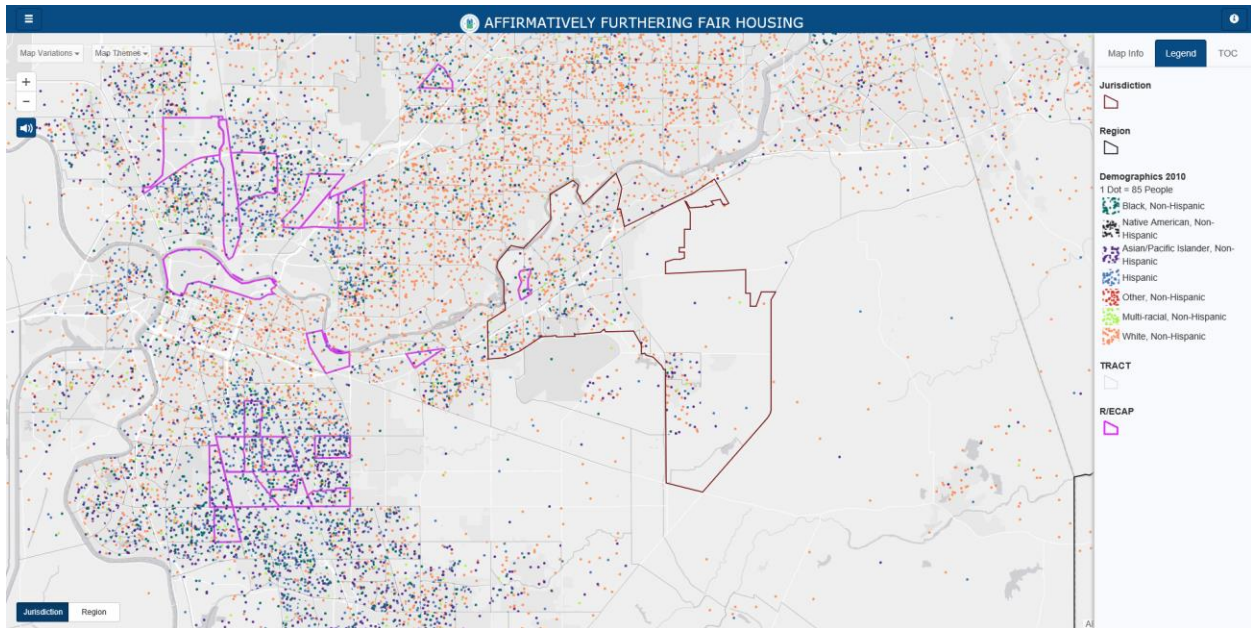 AFFIRMATIVELY FURTHERING FAIR HOUSING
Map Variations
Map Themes
+
−
Jurisdiction
Region
Map Info
Legend
TOC
Jurisdiction
Region
Demographics 2010
1 Dot = 85 People
Black, Non-Hispanic
Native American, Non-
Hispanic
Asian/Pacific Islander, Non-
Hispanic
Hispanic
Other, Non-Hispanic
Multi-racial, Non-Hispanic
White, Non-Hispanic
TRACT
R/ECAP